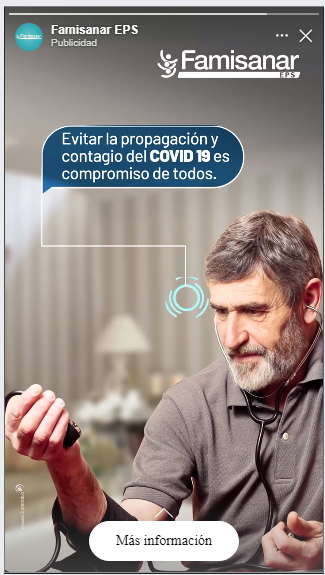 Famisanar EPS
Publicidad
Famisanar
EPS
Evitar la propagación y
contagio del COVID 19 es
compromiso de todos.
Más información